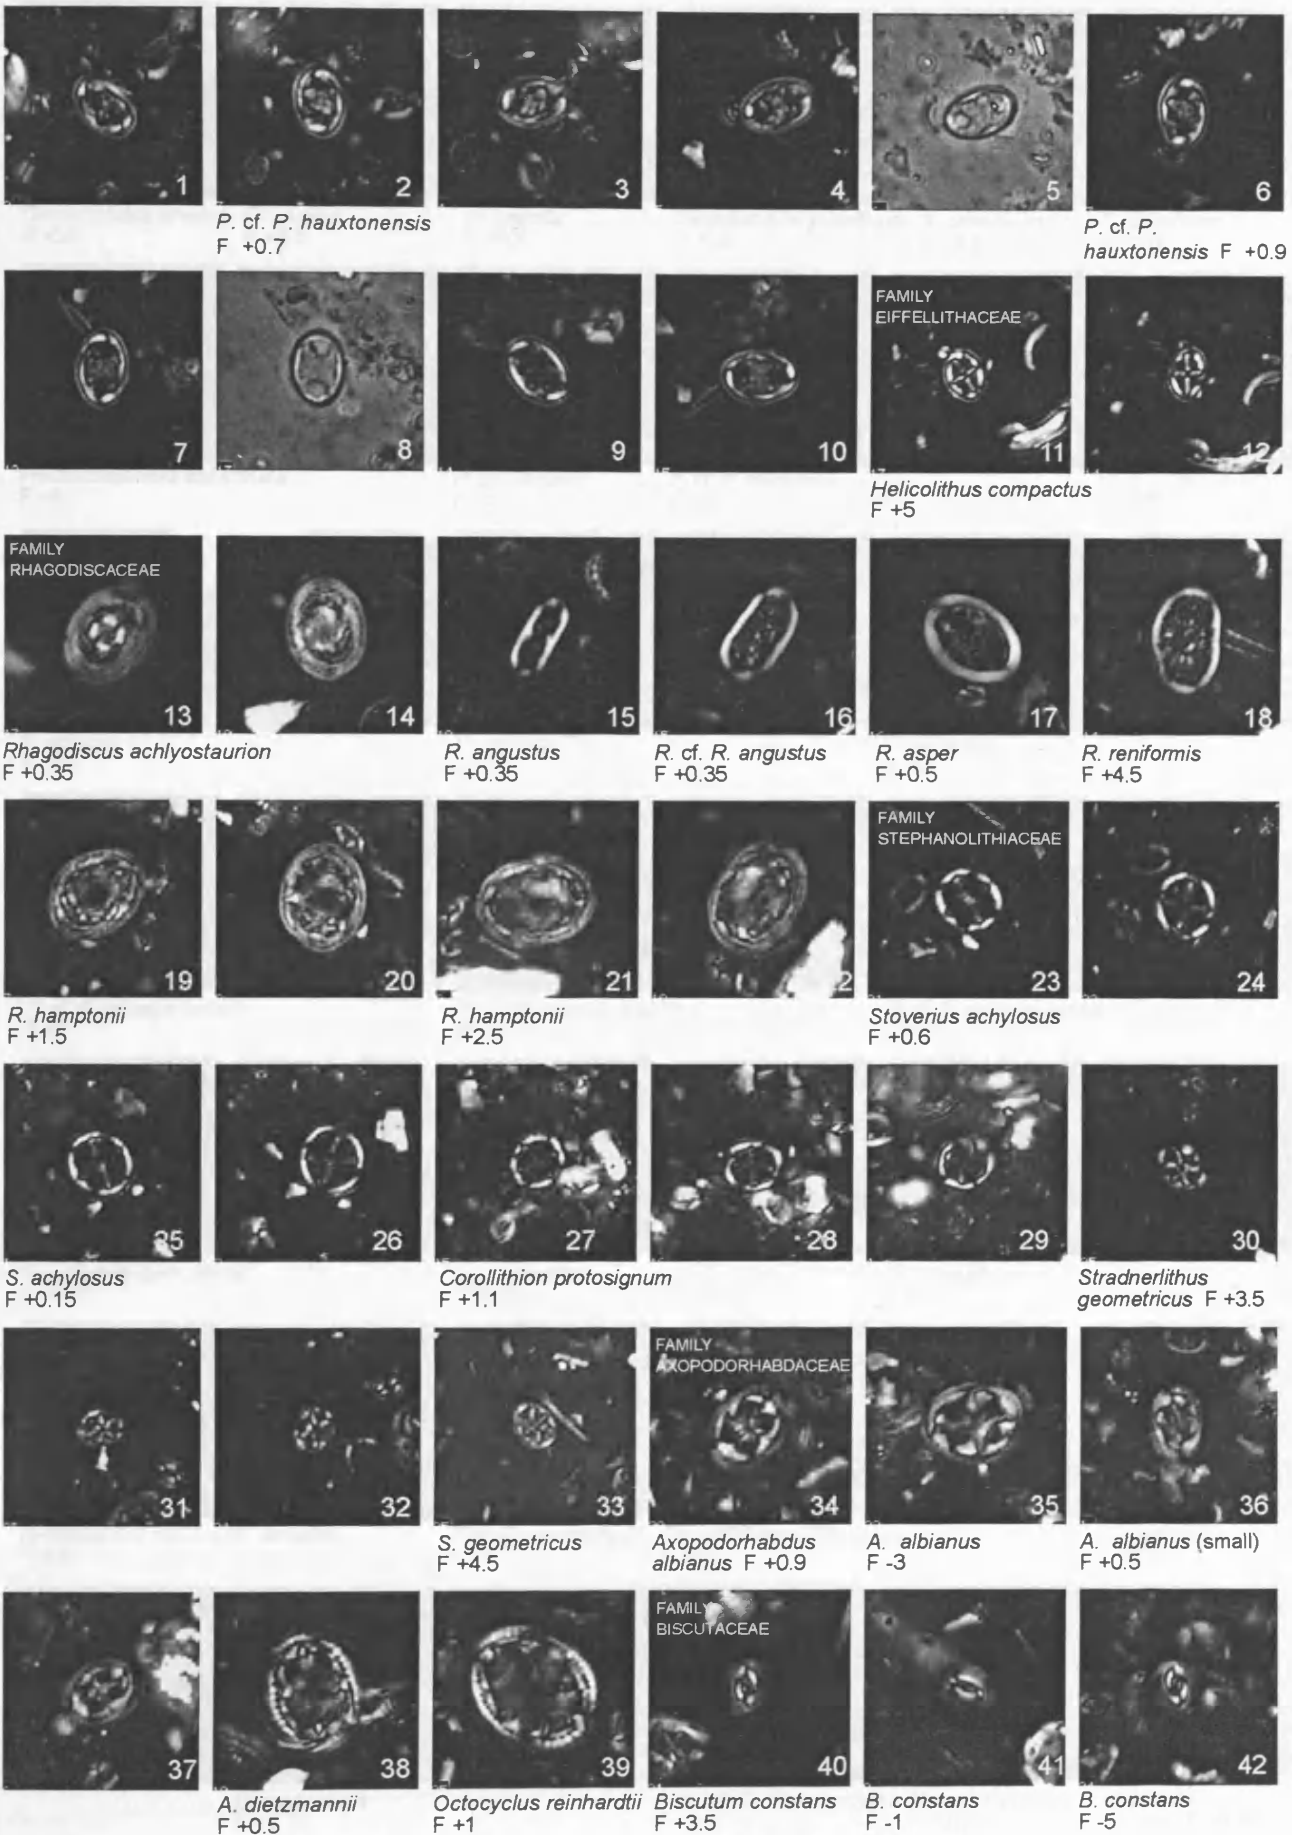 1
2
3
4
5
6
P. cf. P. hauxtonensis
F +0.7
P. cf. P.
hauxtonensis F +0.9
7
8
9
10
FAMILY
EIFFELLITHACEAE
11
12
Helicolithus compactus
F +5
FAMILY
RHAGODISCACEAE
13
14
15
16
17
18
Rhagodiscus achlyostaurion
F +0.35
R. angustus
F +0.35
R. cf. R. angustus
F +0.35
R. asper
F +0.5
R. reniformis
F +4.5
19
20
21
2
FAMILY
STEPHANOLITHIACEAE
23
24
R. hamptonii
F +1.5
R. hamptonii
F +2.5
Stoverius achylosus
F +0.6
25
26
27
28
29
30
S. achylosus
F +0.15
Corollithion protosignum
F +1.1
Stradnerlithus
geometricus F +3.5
31
32
33
FAMILY
AXOPODORHABDACEAE
34
35
36
S. geometricus
F +4.5
Axopodorhabdus
albianus F +0.9
A. albianus
F -3
A. albianus (small)
F +0.5
37
38
39
FAMILY
BISCUTACEAE
40
41
42
A. dietzmannii
F +0.5
Octocyclus reinhardtii
F +1
Biscutum constans
F +3.5
B. constans
F -1
B. constans
F -5